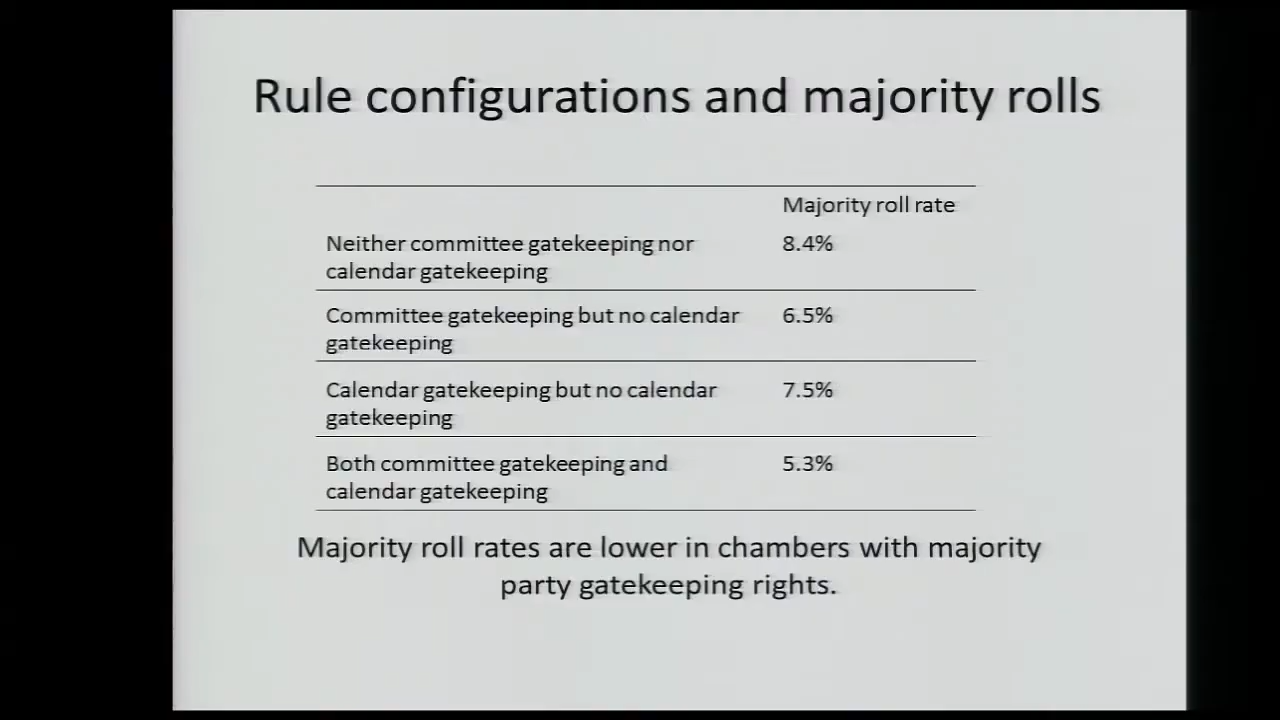 Rule configurations and majority rolls
Majority roll rate
Neither committee gatekeeping nor 8.4%
calendar gatekeeping
Committee gatekeeping but no calendar 6.5%
gatekeeping
Calendar gatekeeping but no calendar 7.5%
gatekeeping
Both committee gatekeeping and 5.3%
calendar gatekeeping
Majority roll rates are lower in chambers with majority
party gatekeeping rights.